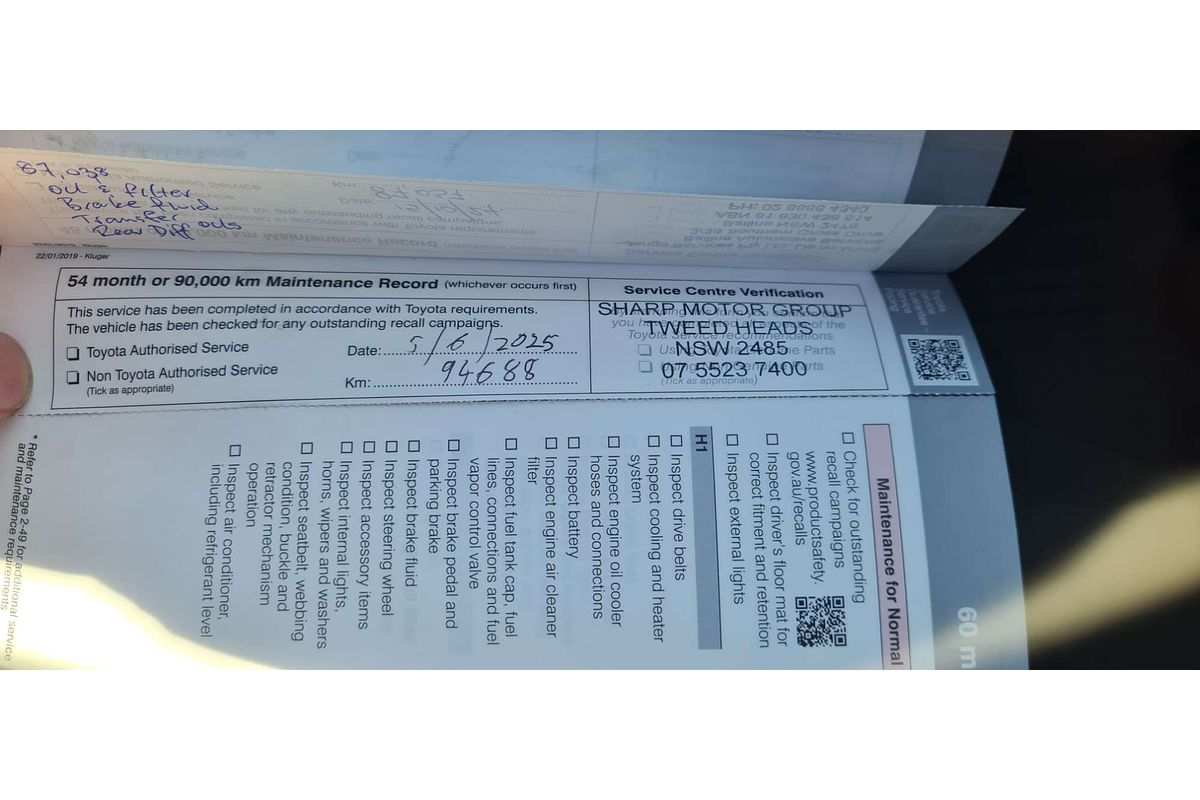 87,038
Oil & filter
Brake fluid
Transfer
Rear Diff oils
22/01/2019 - Kluger
54 month or 90,000 km Maintenance Record (which­ever occurs first)
This service has been completed in accordance with Toyota requirements.
The vehicle has been checked for any outstanding recall campaigns.
☐ Toyota Authorised Service
☐ Non Toyota Authorised Service
(Tick as appropriate)
Date: 5/6/2025
Km: 94688
Service Centre Verification
SHARP MOTOR GROUP
TWEED HEADS
NSW 2485
07 5523 7400
(Tick as appropriate)
Toyota
Service
Guarantee -
Service
Pricing
60 m
Maintenance for Normal
☐ Check for outstanding
recall campaigns
www.productsafety.
gov.au/recalls
☐ Inspect driver's floor mat for
correct fitment and retention
☐ Inspect external lights
H1
☐ Inspect drive belts
☐ Inspect cooling and heater
system
☐ Inspect engine oil cooler
hoses and connections
☐ Inspect battery
☐ Inspect engine air cleaner
filter
☐ Inspect fuel tank cap, fuel
lines, connections and fuel
vapor control valve
☐ Inspect brake pedal and
parking brake
☐ Inspect brake fluid
☐ Inspect accessory items
☐ Inspect steering wheel
☐ Inspect internal lights,
horns, wipers and washers
☐ Inspect seatbelt, webbing
condition, buckle and
retractor mechanism
operation
☐ Inspect air conditioner,
including refrigerant level
* Refer to Page 2-49 for additional service
and maintenance requirements